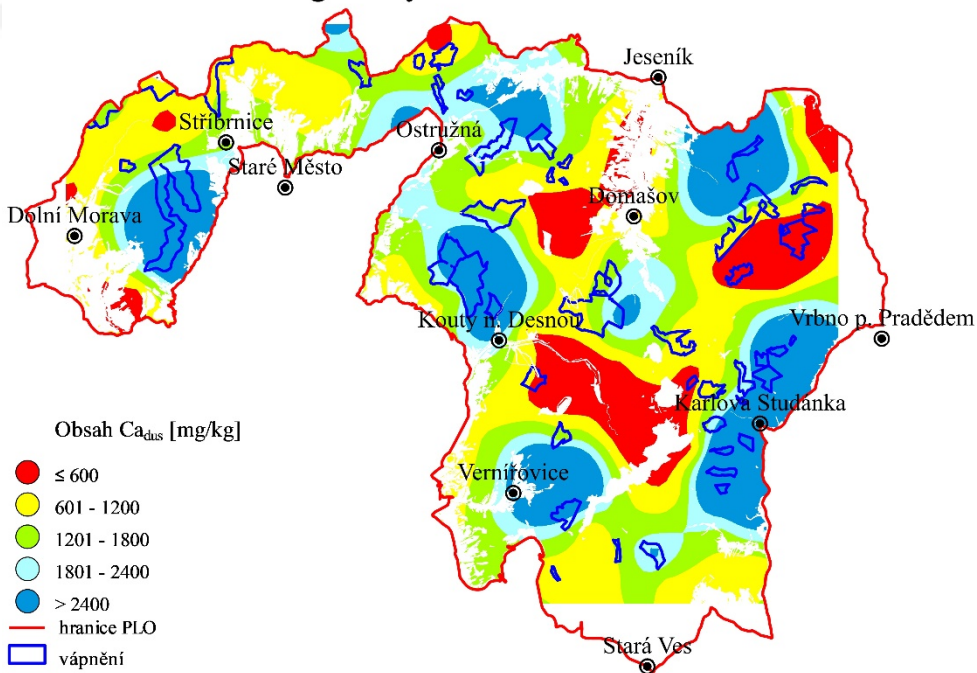 Jeseník
Stříbrnice
Ostružná
Staré Město
Domašov
Dolní Morava
Kouty n. Desnou
Vrbno p. Pradědem
Karlova Studánka
Obsah Ca_dus [mg/kg]
≤ 600
Vernířovice
601 - 1200
1201 - 1800
1801 - 2400
> 2400
hranice PLO
Stará Ves
vápnění